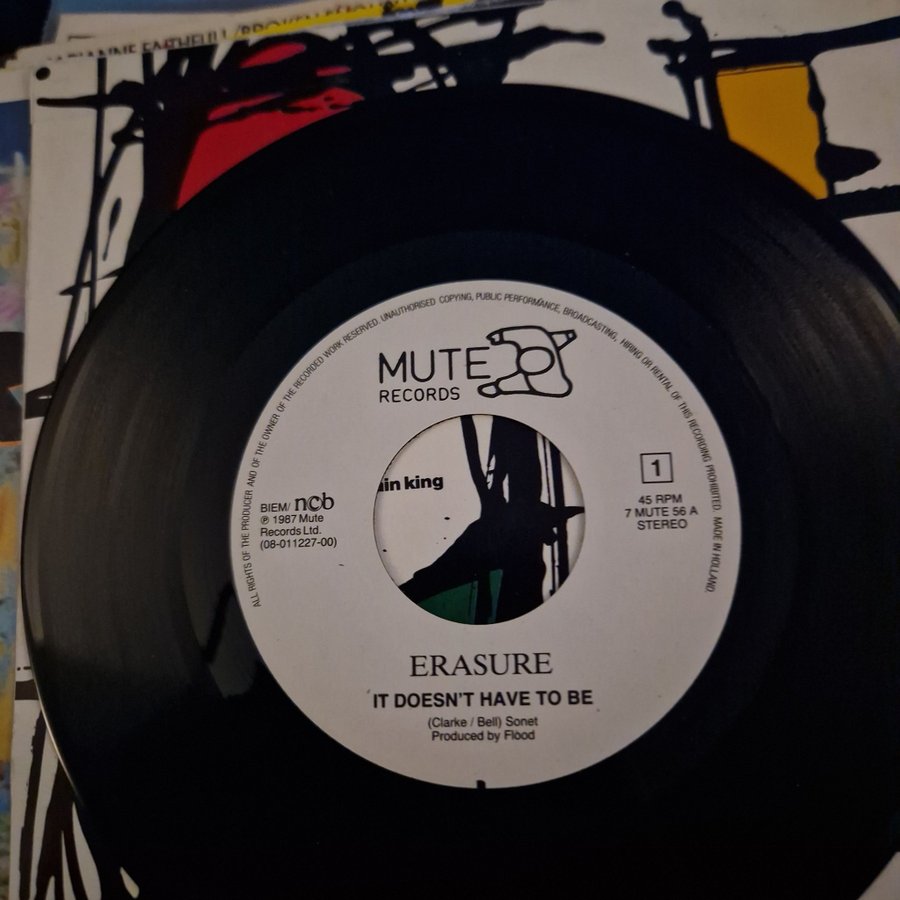 MARIANNE FAITHFULL/BROKEN
ALL RIGHTS OF THE PRODUCER AND OF THE OWNER OF THE RECORDED WORK RESERVED. UNAUTHORISED COPYING, PUBLIC PERFORMANCE, BROADCASTING, HIRING OR RENTAL OF THIS RECORDING PROHIBITED. MADE IN HOLLAND.
MUTE
RECORDS
in king
1
BIEM/ ncb
℗ 1987 Mute
Records Ltd.
(08-011227-00)
45 RPM
7 MUTE 56 A
STEREO
ERASURE
IT DOESN'T HAVE TO BE
(Clarke / Bell) Sonet
Produced by Flood